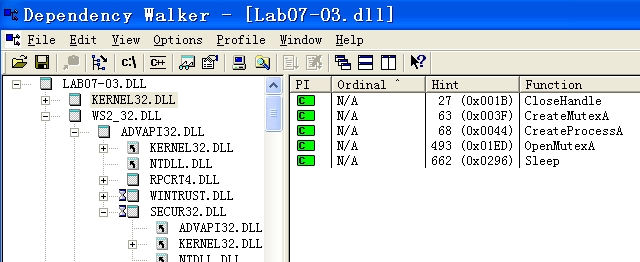 Dependency Walker - [Lab07-03.dll]
File Edit View Options Profile Window Help
c:\ C++
LAB07-03.DLL
KERNEL32.DLL
WS2_32.DLL
ADVAPI32.DLL
KERNEL32.DLL
NTDLL.DLL
RPCRT4.DLL
WINTRUST.DLL
SECUR32.DLL
ADVAPI32.DLL
KERNEL32.DLL
NTDLL.DLL
PI Ordinal ^ Hint Function
C N/A 27 (0x001B) CloseHandle
C N/A 63 (0x003F) CreateMutexA
C N/A 68 (0x0044) CreateProcessA
C N/A 493 (0x01ED) OpenMutexA
C N/A 662 (0x0296) Sleep